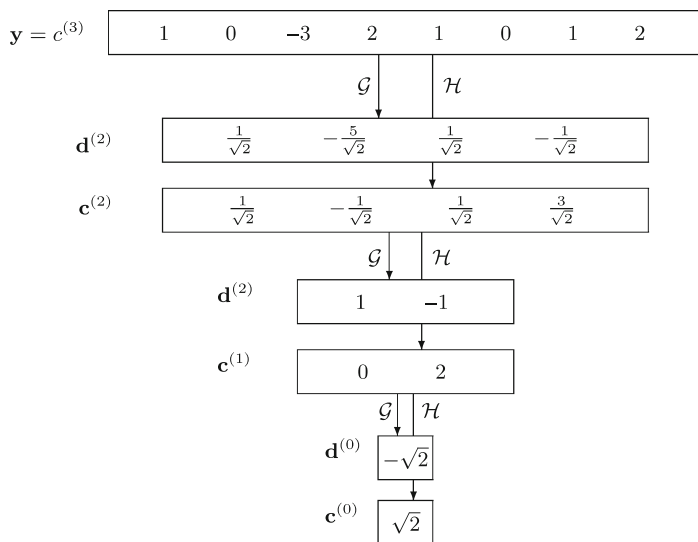 y = c⁽³⁾ 1 0 –3 2 1 0 1 2
𝒢 ℋ
d⁽²⁾ 1/√2 −5/√2 1/√2 −1/√2
c⁽²⁾ 1/√2 −1/√2 1/√2 3/√2
𝒢 ℋ
d⁽²⁾ 1 –1
c⁽¹⁾ 0 2
𝒢 ℋ
d⁽⁰⁾ −√2
c⁽⁰⁾ √2